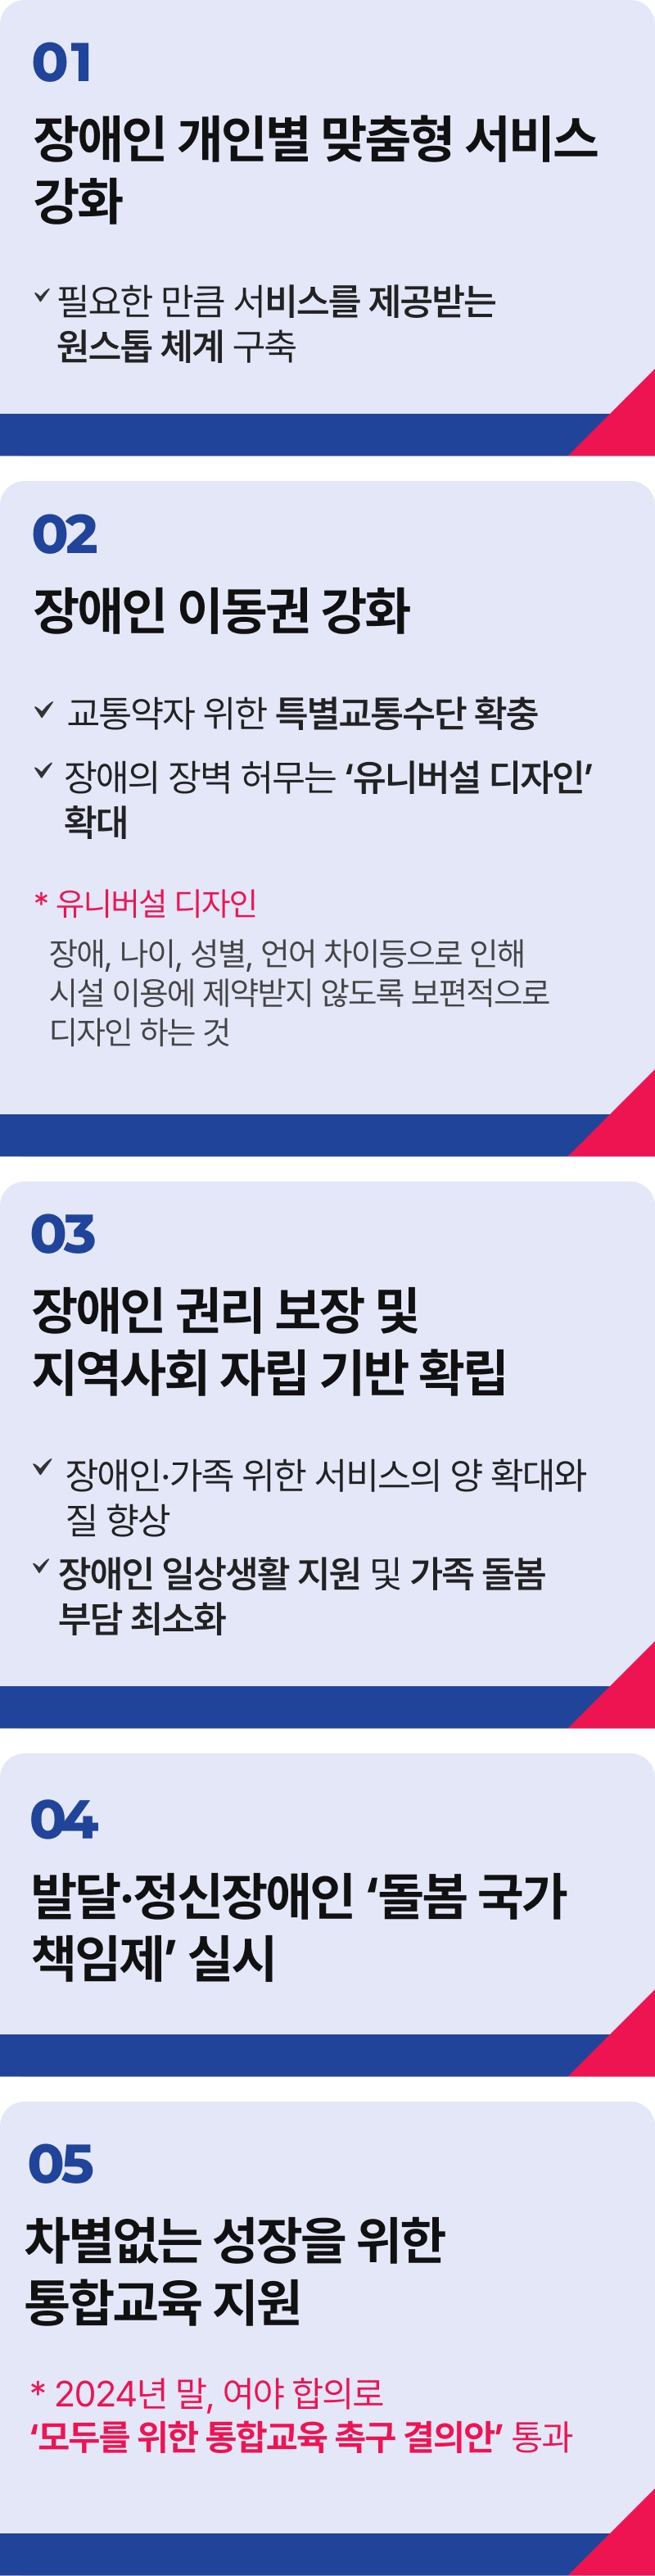 01
장애인 개인별 맞춤형 서비스
강화
필요한 만큼 서비스를 제공받는
원스톱 체계 구축
02
장애인 이동권 강화
교통약자 위한 특별교통수단 확충
장애의 장벽 허무는 ‘유니버설 디자인’
확대
* 유니버설 디자인
장애, 나이, 성별, 언어 차이등으로 인해
시설 이용에 제약받지 않도록 보편적으로
디자인 하는 것
03
장애인 권리 보장 및
지역사회 자립 기반 확립
장애인·가족 위한 서비스의 양 확대와
질 향상
장애인 일상생활 지원 및 가족 돌봄
부담 최소화
04
발달·정신장애인 ‘돌봄 국가
책임제’ 실시
05
차별없는 성장을 위한
통합교육 지원
* 2024년 말, 여야 합의로
‘모두를 위한 통합교육 촉구 결의안’ 통과